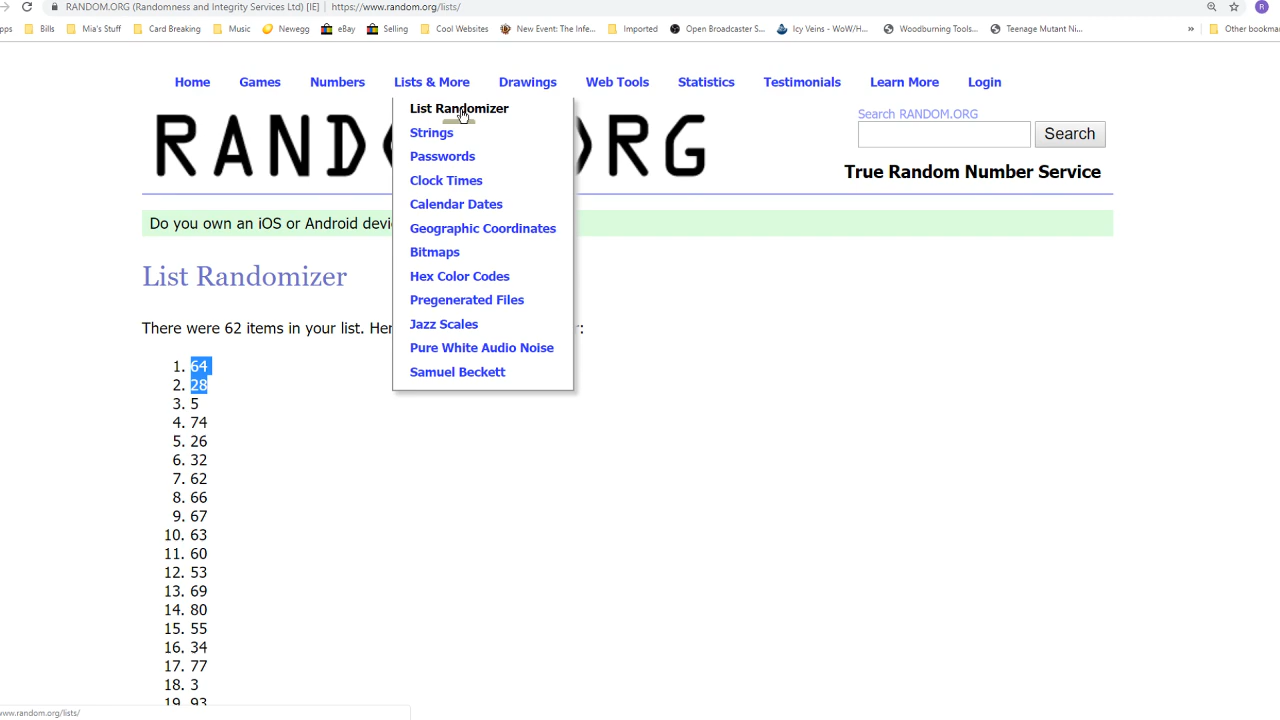 RANDOM.ORG (Randomness and Integrity Services Ltd) [IE] | https://www.random.org/lists/
Bills Mia's Stuff Card Breaking Music Newegg eBay Selling Cool Websites New Event: The Infe... Imported Open Broadcaster S... Icy Veins - WoW/H... Woodburning Tools... Teenage Mutant Ni... » Other bookmar
Home Games Numbers Lists & More Drawings Web Tools Statistics Testimonials Learn More Login
List Randomizer
Strings
Passwords
Clock Times
Calendar Dates
Geographic Coordinates
Bitmaps
Hex Color Codes
Pregenerated Files
Jazz Scales
Pure White Audio Noise
Samuel Beckett
RAND RG
Search RANDOM.ORG
Search
True Random Number Service
Do you own an iOS or Android devi
List Randomizer
There were 62 items in your list. Her :
1. 64
2. 28
3. 5
4. 74
5. 26
6. 32
7. 62
8. 66
9. 67
10. 63
11. 60
12. 53
13. 69
14. 80
15. 55
16. 34
17. 77
18. 3
19. 93
www.random.org/lists/